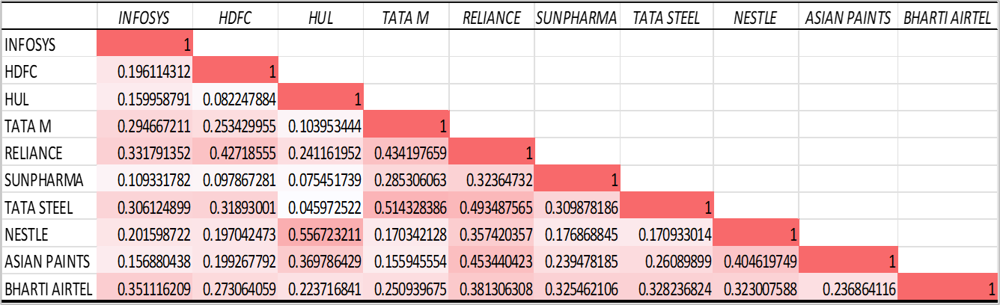 INFOSYS HDFC HUL TATA M RELIANCE SUNPHARMA TATA STEEL NESTLE ASIAN PAINTS BHARTI AIRTEL
INFOSYS 1
HDFC 0.196114312 1
HUL 0.159958791 0.082247884 1
TATA M 0.294667211 0.253429955 0.103953444 1
RELIANCE 0.331791352 0.42718555 0.241161952 0.434197659 1
SUNPHARMA 0.109331782 0.097867281 0.075451739 0.285306063 0.32364732 1
TATA STEEL 0.306124899 0.31893001 0.045972522 0.514328386 0.493487565 0.309878186 1
NESTLE 0.201598722 0.197042473 0.556723211 0.170342128 0.357420357 0.176868845 0.170933014 1
ASIAN PAINTS 0.156880438 0.199267792 0.369786429 0.155945554 0.453440423 0.239478185 0.26089899 0.404619749 1
BHARTI AIRTEL 0.351116209 0.273064059 0.223716841 0.250939675 0.381306308 0.325462106 0.328236824 0.323007588 0.236864116 1